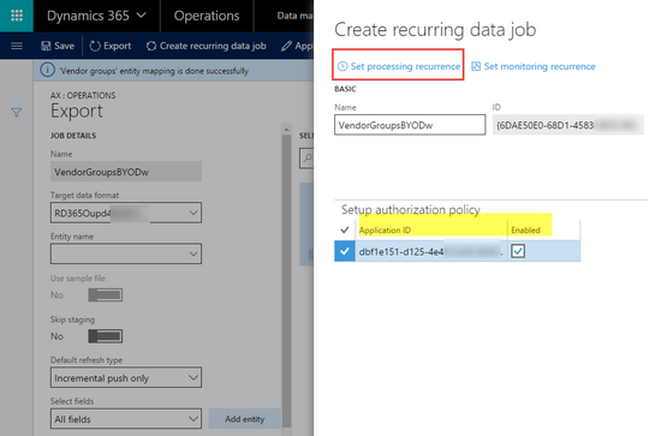 Dynamics 365
Operations
Data ma
Save
Export
Create recurring data job
'Vendor groups' entity mapping is done successfully
AX : OPERATIONS
Export
JOB DETAILS
SELE
Name
VendorGroupsBYODw
Target data format
RD365Oupd4
Entity name
Use sample file
No
Skip staging
No
Default refresh type
Incremental push only
Select fields
All fields
Add entity
Create recurring data job
Set processing recurrence
Set monitoring recurrence
BASIC
Name
ID
VendorGroupsBYODw
{6DAE50E0-68D1-4583
Setup authorization policy
Application ID
Enabled
dbf1e151-d125-4e4